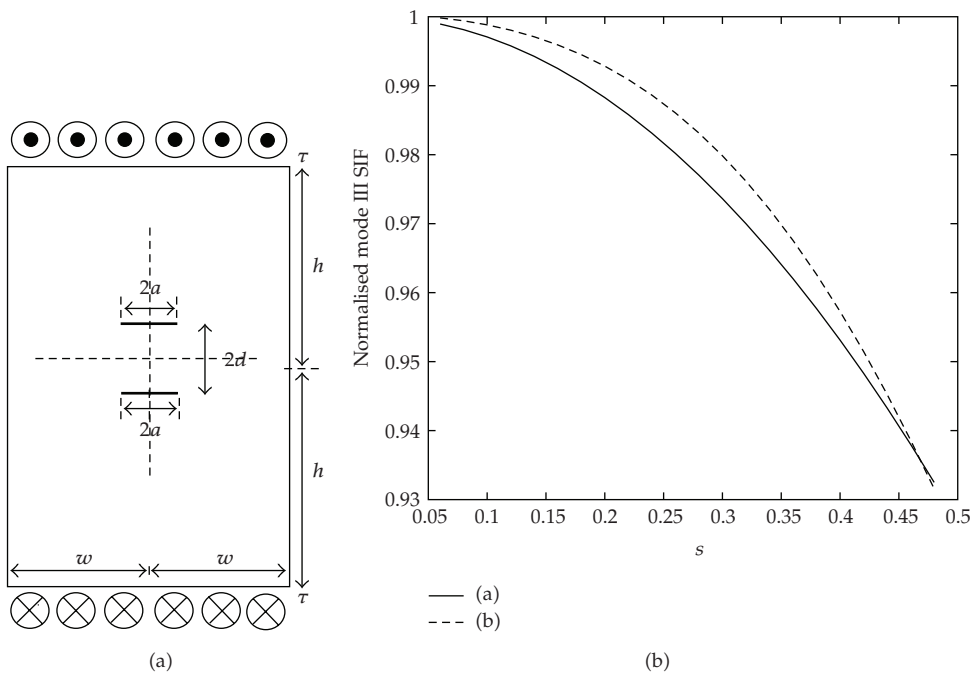 τ
h
2a
2d
2a
h
w
w
τ
(a)
Normalised mode III SIF
1
0.99
0.98
0.97
0.96
0.95
0.94
0.93
0.05 0.1 0.15 0.2 0.25 0.3 0.35 0.4 0.45 0.5
s
(a)
(b)
(b)